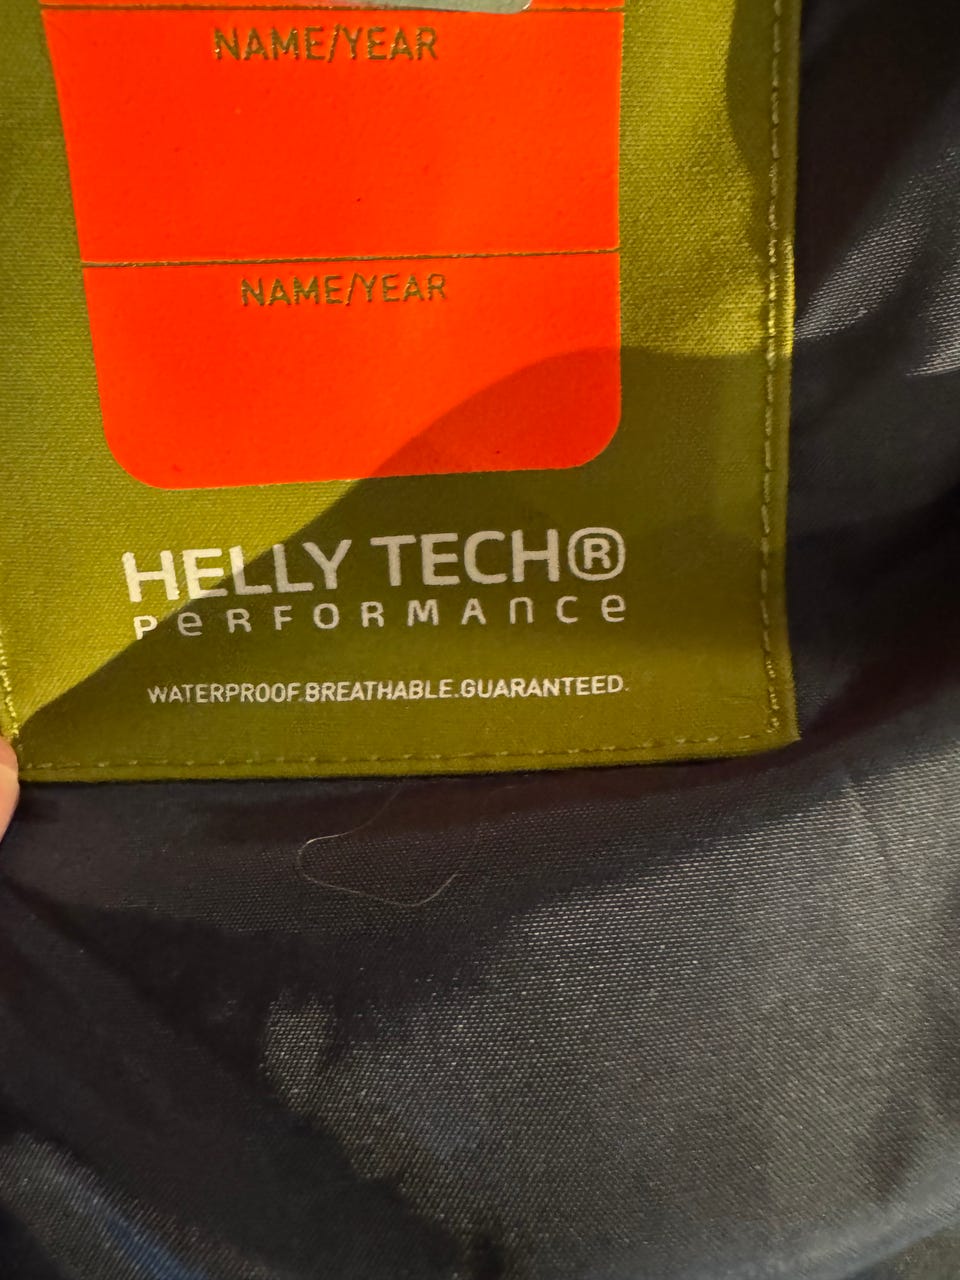 NAME/YEAR
NAME/YEAR
HELLY TECH®
PERFORMANCE
WATERPROOF.BREATHABLE.GUARANTEED.